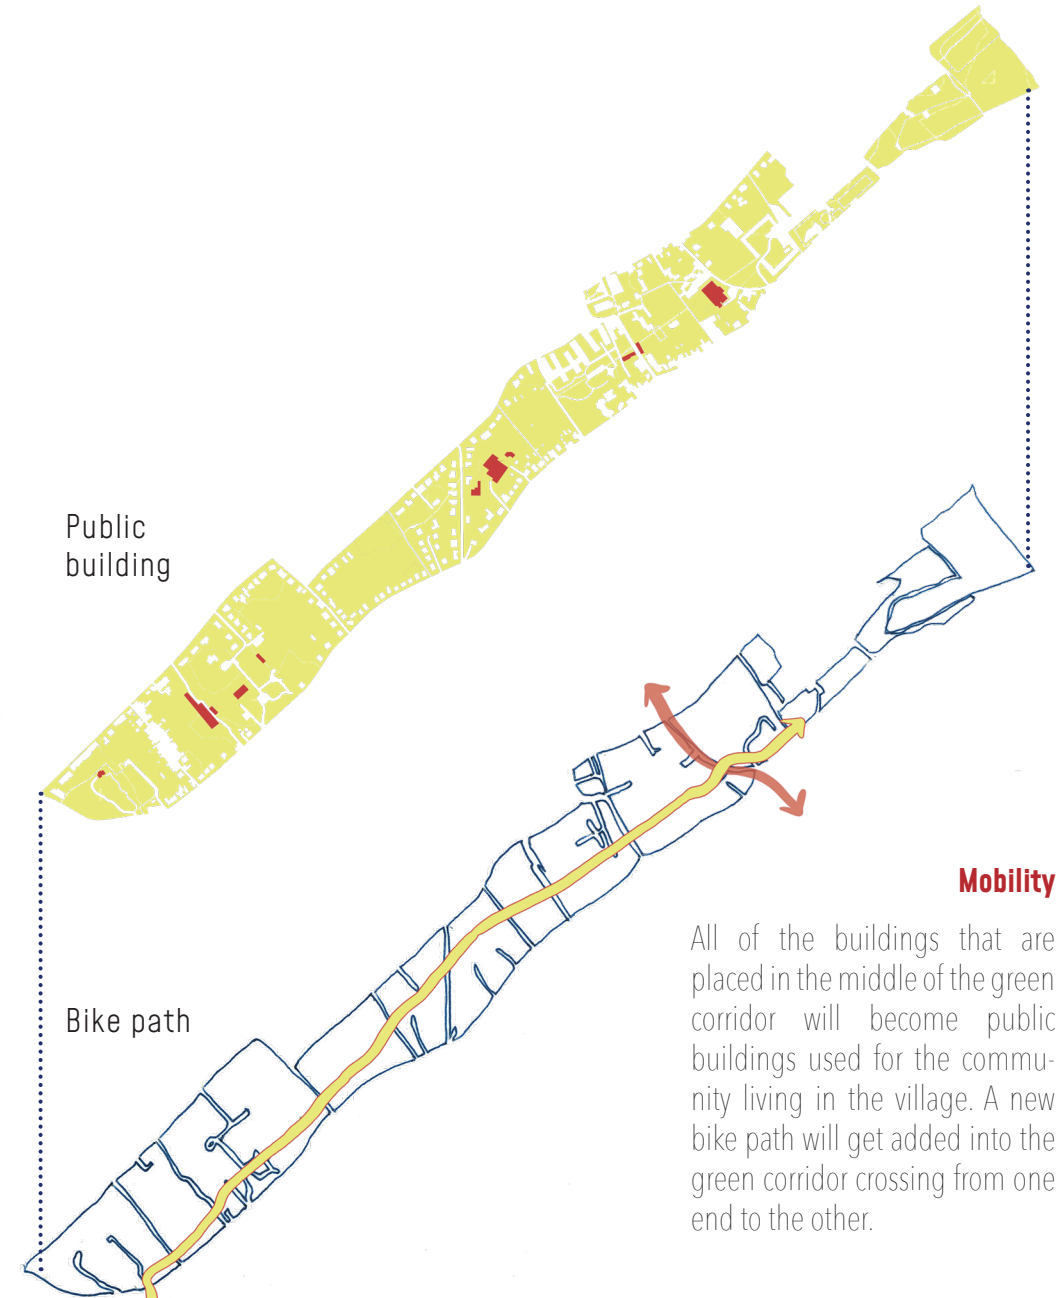 Public
building
Bike path
Mobility
All of the buildings that are
placed in the middle of the green
corridor will become public
buildings used for the commu-
nity living in the village. A new
bike path will get added into the
green corridor crossing from one
end to the other.